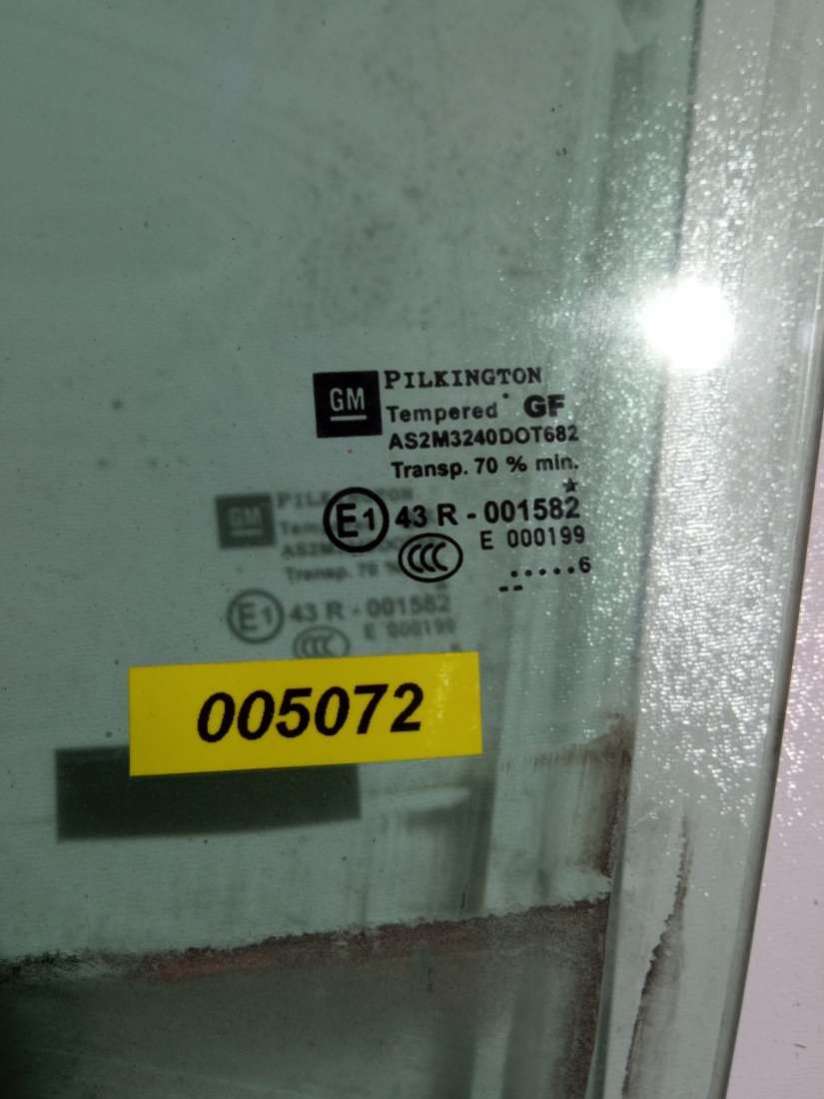 GM
PILKINGTON
Tempered GF
AS2M3240DOT682
Transp. 70 % min.
E1 43 R - 001582
CCC E 000199
.....6
--
005072